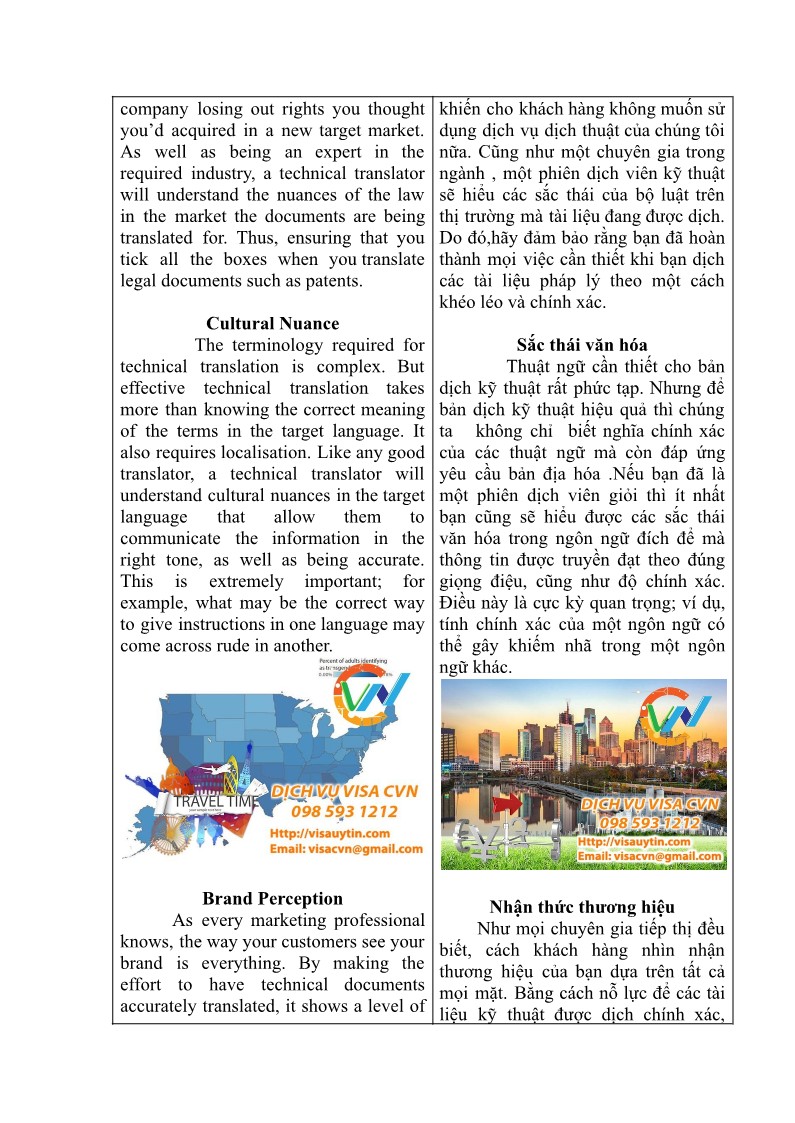 company losing out rights you thought
you’d acquired in a new target market.
As well as being an expert in the
required industry, a technical translator
will understand the nuances of the law
in the market the documents are being
translated for. Thus, ensuring that you
tick all the boxes when you translate
legal documents such as patents.
Cultural Nuance
The terminology required for
technical translation is complex. But
effective technical translation takes
more than knowing the correct meaning
of the terms in the target language. It
also requires localisation. Like any good
translator, a technical translator will
understand cultural nuances in the target
language that allow them to
communicate the information in the
right tone, as well as being accurate.
This is extremely important; for
example, what may be the correct way
to give instructions in one language may
come across rude in another.
Percent of adults identifying
as transgender
0.00%
VN
TRAVEL TIME
DỊCH VỤ VISA CVN
098 593 1212
Http://visauytin.com
Email: visacvn@gmail.com
Brand Perception
As every marketing professional
knows, the way your customers see your
brand is everything. By making the
effort to have technical documents
accurately translated, it shows a level of
khiến cho khách hàng không muốn sử
dụng dịch vụ dịch thuật của chúng tôi
nữa. Cũng như một chuyên gia trong
ngành , một phiên dịch viên kỹ thuật
sẽ hiểu các sắc thái của bộ luật trên
thị trường mà tài liệu đang được dịch.
Do đó,hãy đảm bảo rằng bạn đã hoàn
thành mọi việc cần thiết khi bạn dịch
các tài liệu pháp lý theo một cách
khéo léo và chính xác.
Sắc thái văn hóa
Thuật ngữ cần thiết cho bản
dịch kỹ thuật rất phức tạp. Nhưng để
bản dịch kỹ thuật hiệu quả thì chúng
ta không chỉ biết nghĩa chính xác
của các thuật ngữ mà còn đáp ứng
yêu cầu bản địa hóa .Nếu bạn đã là
một phiên dịch viên giỏi thì ít nhất
bạn cũng sẽ hiểu được các sắc thái
văn hóa trong ngôn ngữ đích để mà
thông tin được truyền đạt theo đúng
giọng điệu, cũng như độ chính xác.
Điều này là cực kỳ quan trọng; ví dụ,
tính chính xác của một ngôn ngữ có
thể gây khiếm nhã trong một ngôn
ngữ khác.
VN
DỊCH VỤ VISA CVN
098 593 1212
Http://visauytin.com
Email: visacvn@gmail.com
Nhận thức thương hiệu
Như mọi chuyên gia tiếp thị đều
biết, cách khách hàng nhìn nhận
thương hiệu của bạn dựa trên tất cả
mọi mặt. Bằng cách nỗ lực để các tài
liệu kỹ thuật được dịch chính xác,